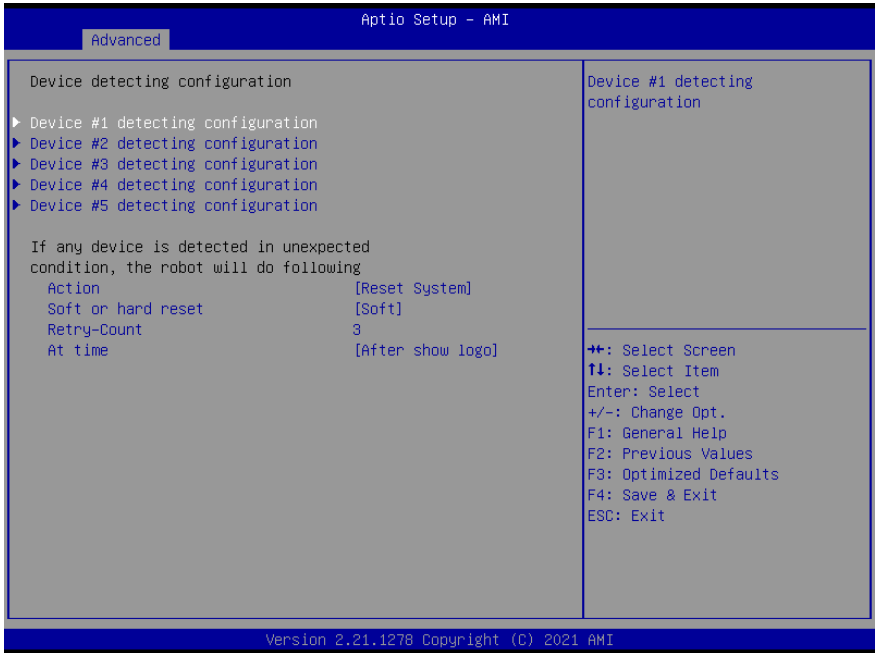 Aptio Setup – AMI
Advanced
Device detecting configuration
Device #1 detecting configuration
Device #2 detecting configuration
Device #3 detecting configuration
Device #4 detecting configuration
Device #5 detecting configuration
If any device is detected in unexpected
condition, the robot will do following
Action [Reset System]
Soft or hard reset [Soft]
Retry-Count 3
At time [After show logo]
Device #1 detecting
configuration
→←: Select Screen
↑↓: Select Item
Enter: Select
+/-: Change Opt.
F1: General Help
F2: Previous Values
F3: Optimized Defaults
F4: Save & Exit
ESC: Exit
Version 2.21.1278 Copyright (C) 2021 AMI